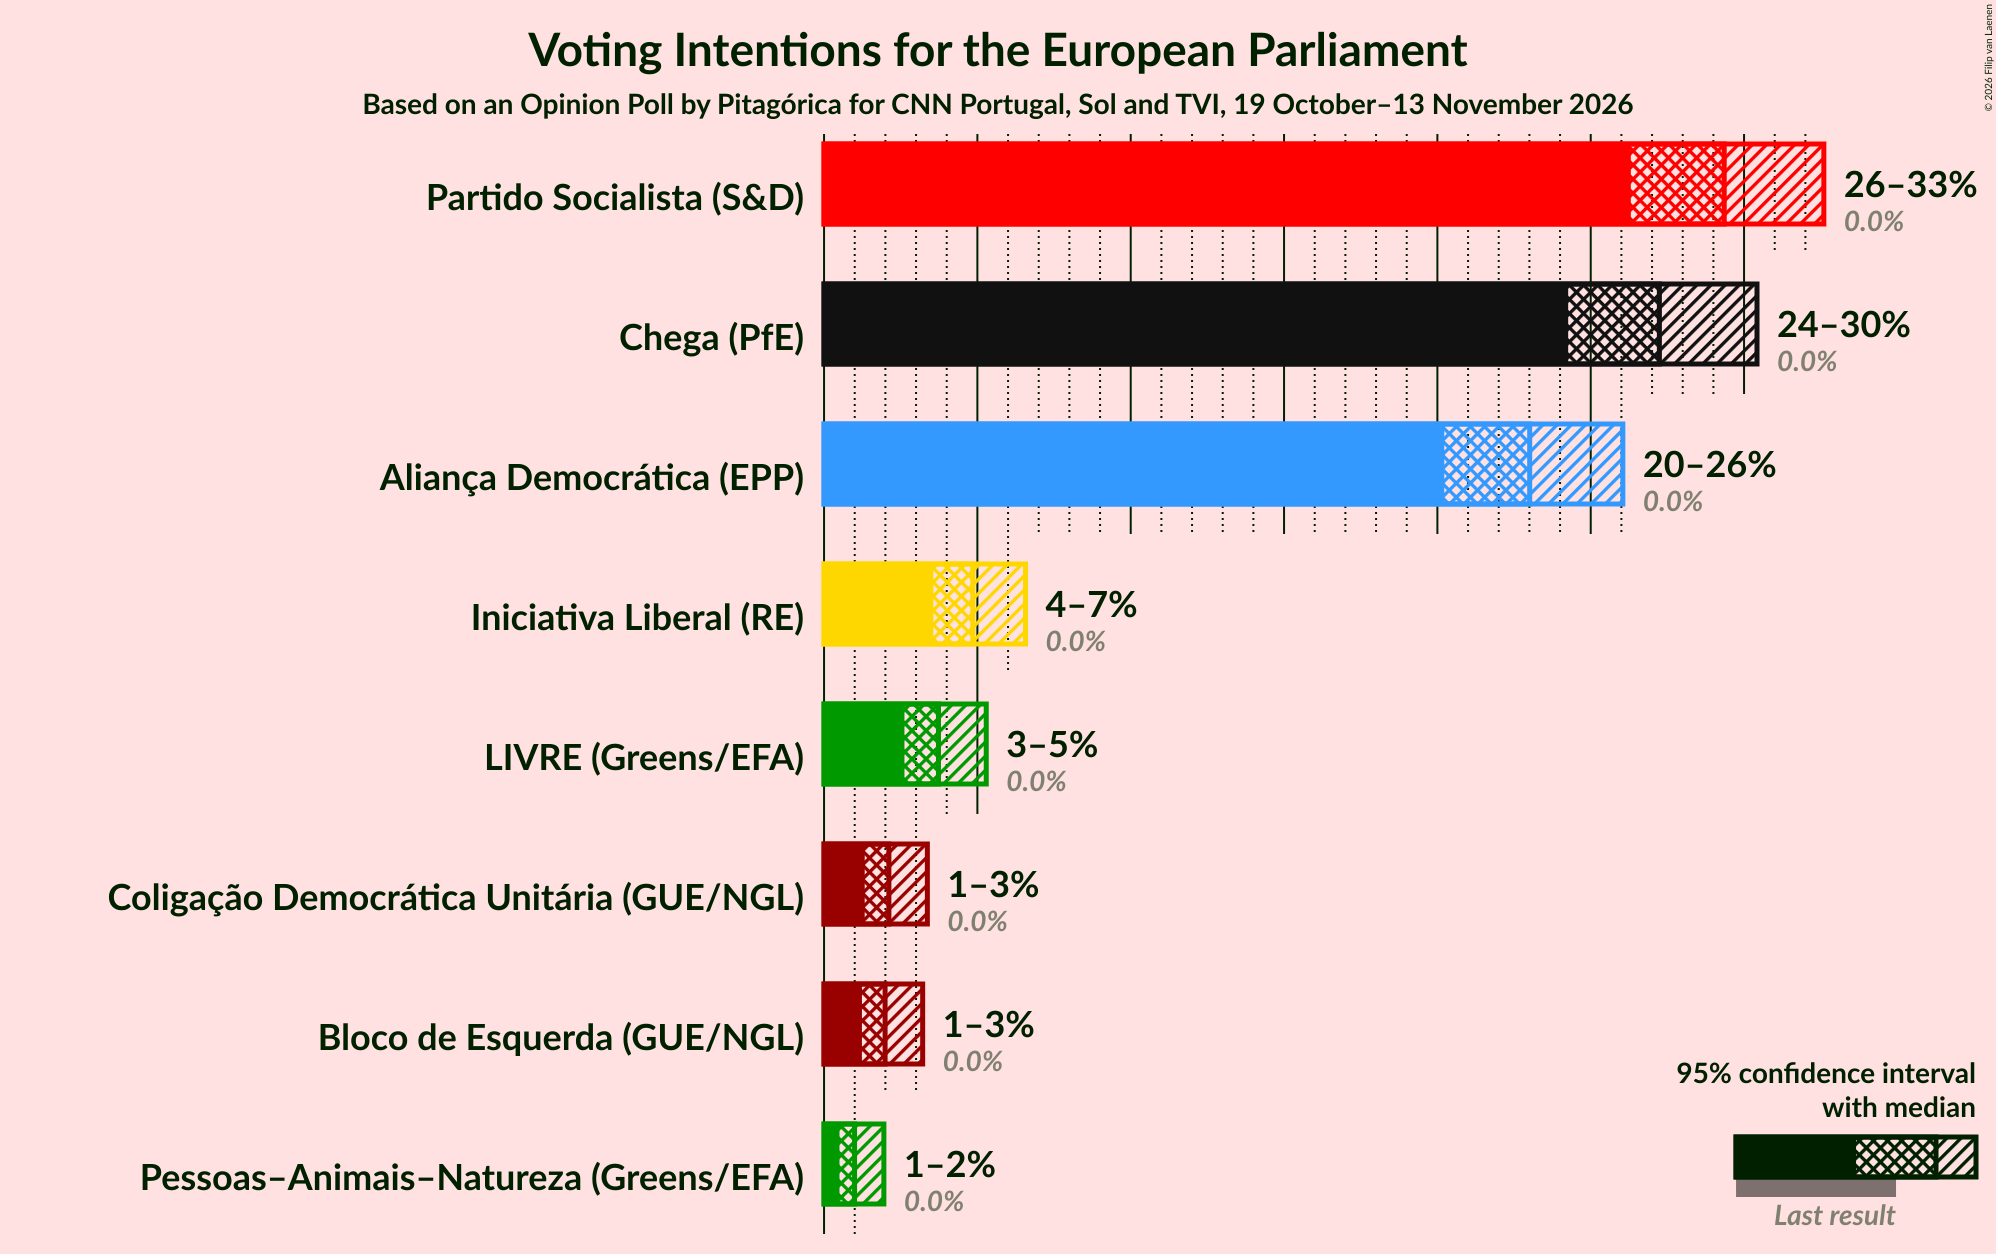 Voting Intentions for the European Parliament
Based on an Opinion Poll by Pitagórica for CNN Portugal, Sol and TVI, 19 October–13 November 2026
© 2026 Filip van Laenen
Partido Socialista (S&D)
26–33%
0.0%
Chega (PfE)
24–30%
0.0%
Aliança Democrática (EPP)
20–26%
0.0%
Iniciativa Liberal (RE)
4–7%
0.0%
LIVRE (Greens/EFA)
3–5%
0.0%
Coligação Democrática Unitária (GUE/NGL)
1–3%
0.0%
Bloco de Esquerda (GUE/NGL)
1–3%
0.0%
Pessoas–Animais–Natureza (Greens/EFA)
1–2%
0.0%
95% confidence interval
with median
Last result